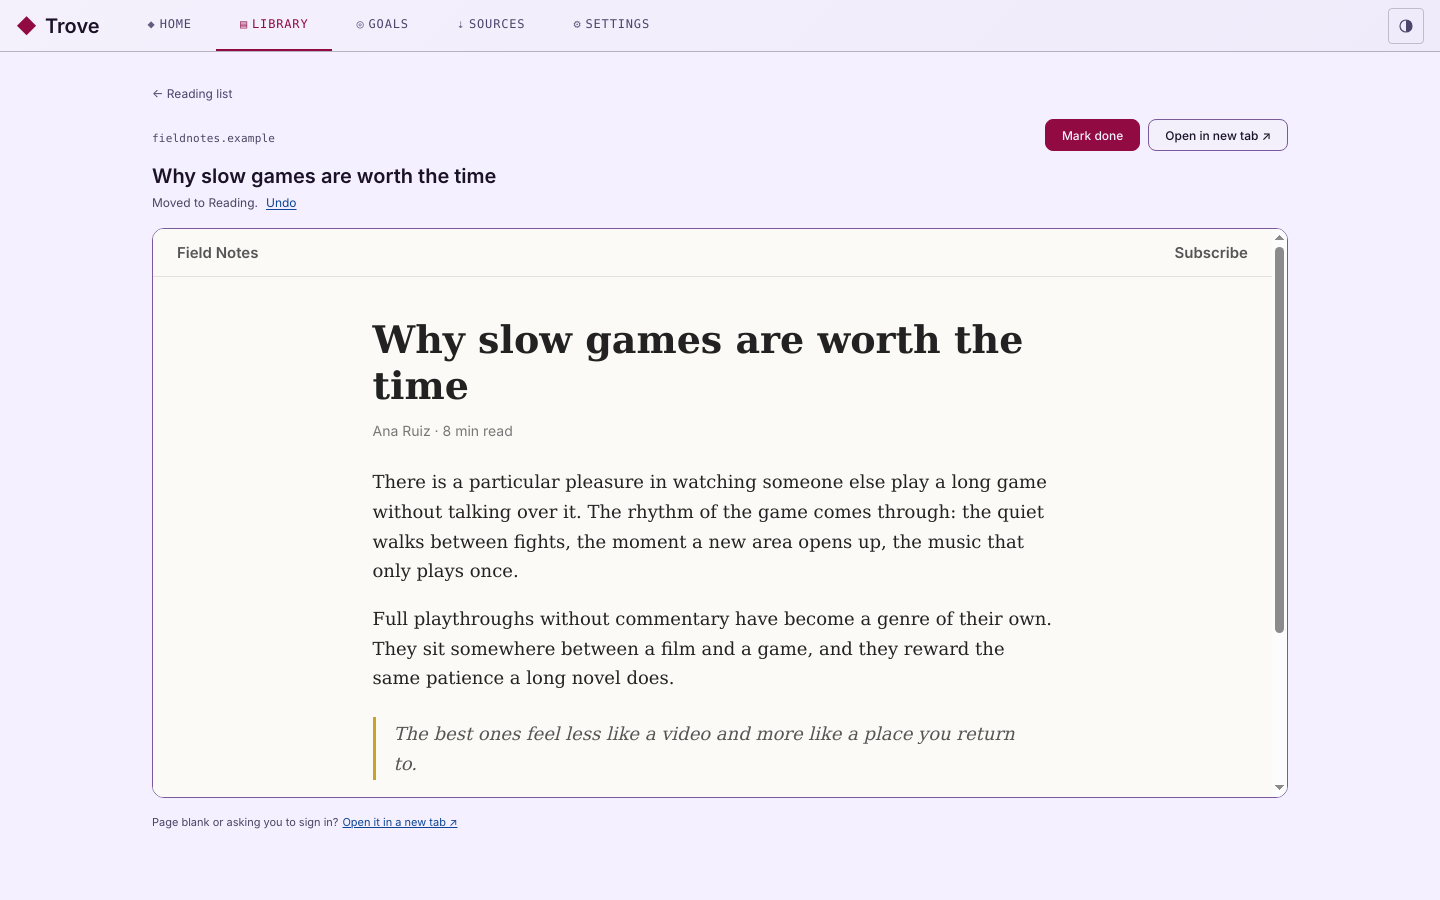 Trove
◆ HOME
▤ LIBRARY
◎ GOALS
↓ SOURCES
⚙ SETTINGS
← Reading list
fieldnotes.example
Mark done
Open in new tab ↗
Why slow games are worth the time
Moved to Reading. Undo
Field Notes
Subscribe
Why slow games are worth the
time
Ana Ruiz · 8 min read
There is a particular pleasure in watching someone else play a long game
without talking over it. The rhythm of the game comes through: the quiet
walks between fights, the moment a new area opens up, the music that
only plays once.
Full playthroughs without commentary have become a genre of their own.
They sit somewhere between a film and a game, and they reward the
same patience a long novel does.
The best ones feel less like a video and more like a place you return
to.
Page blank or asking you to sign in? Open it in a new tab ↗